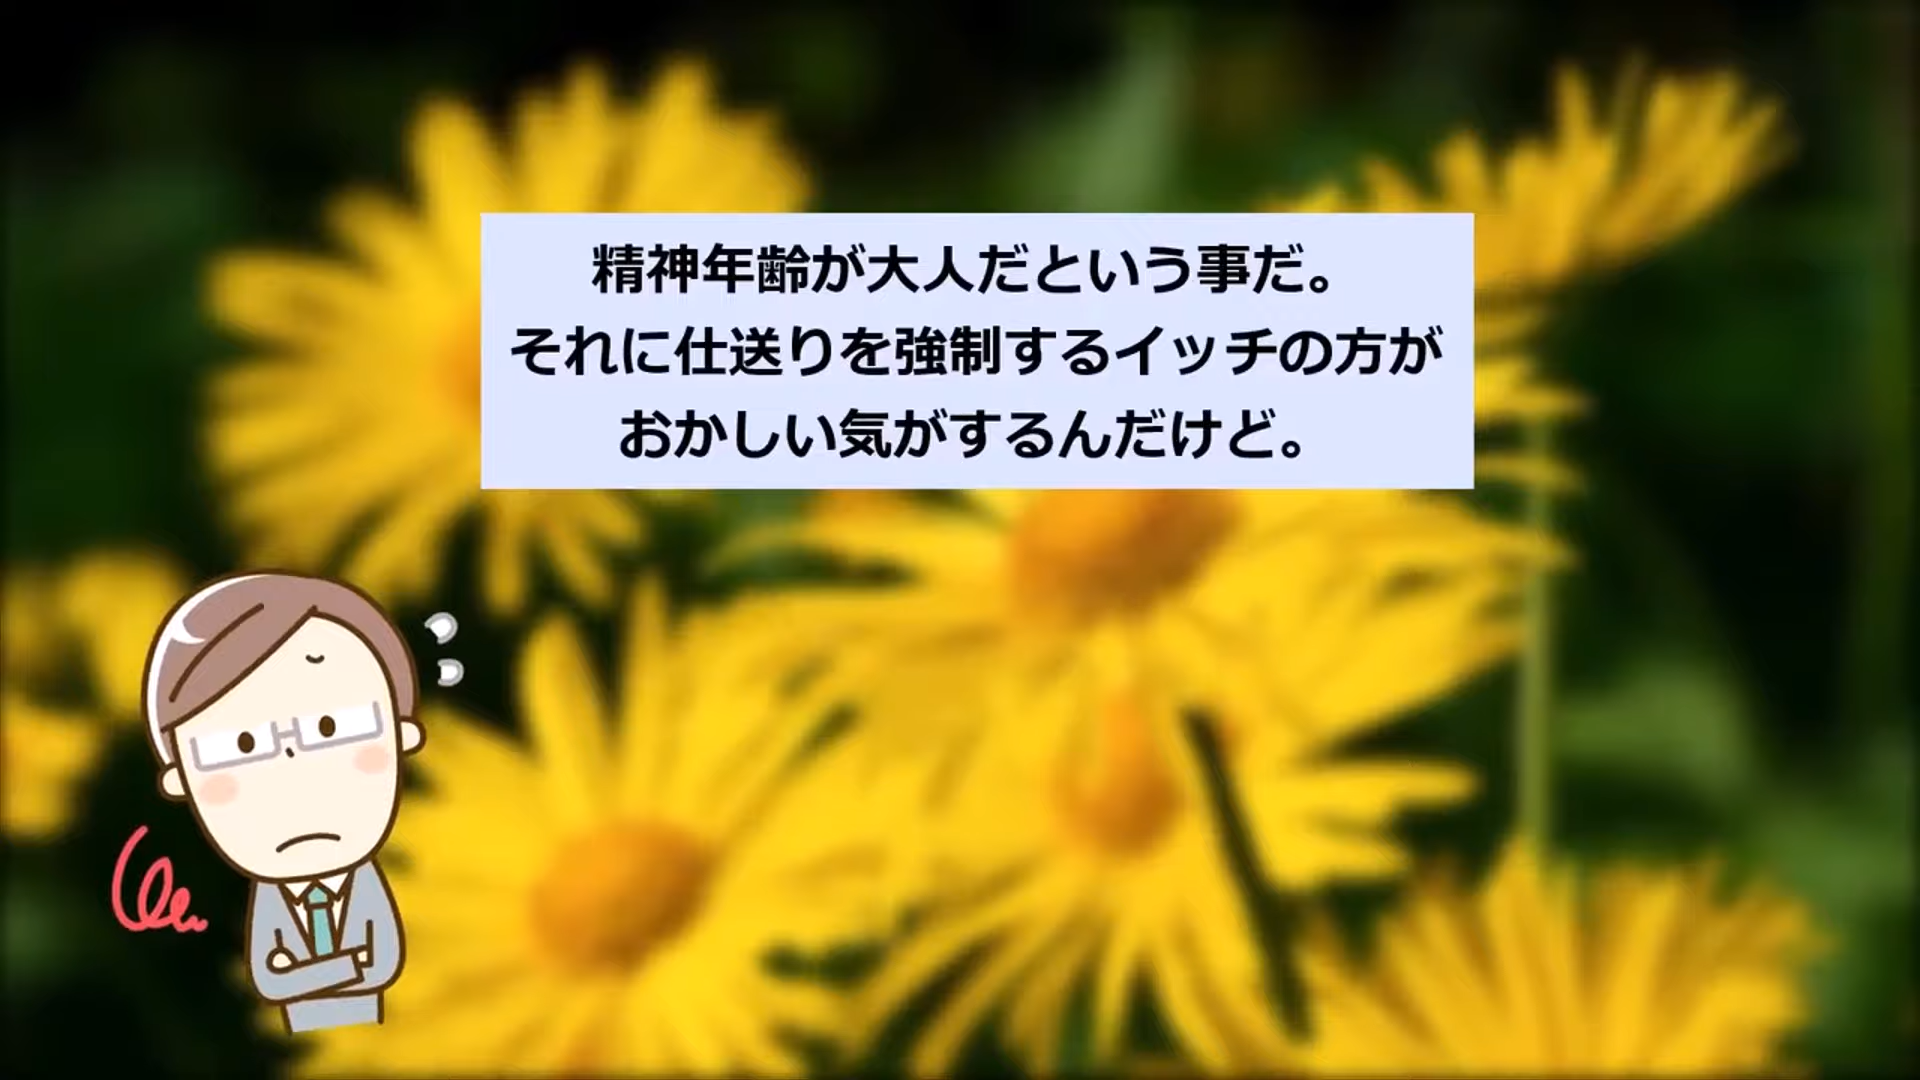 精神年齢が大人だという事だ。
それに仕送りを強制するイッチの方が
おかしい気がするんだけど。